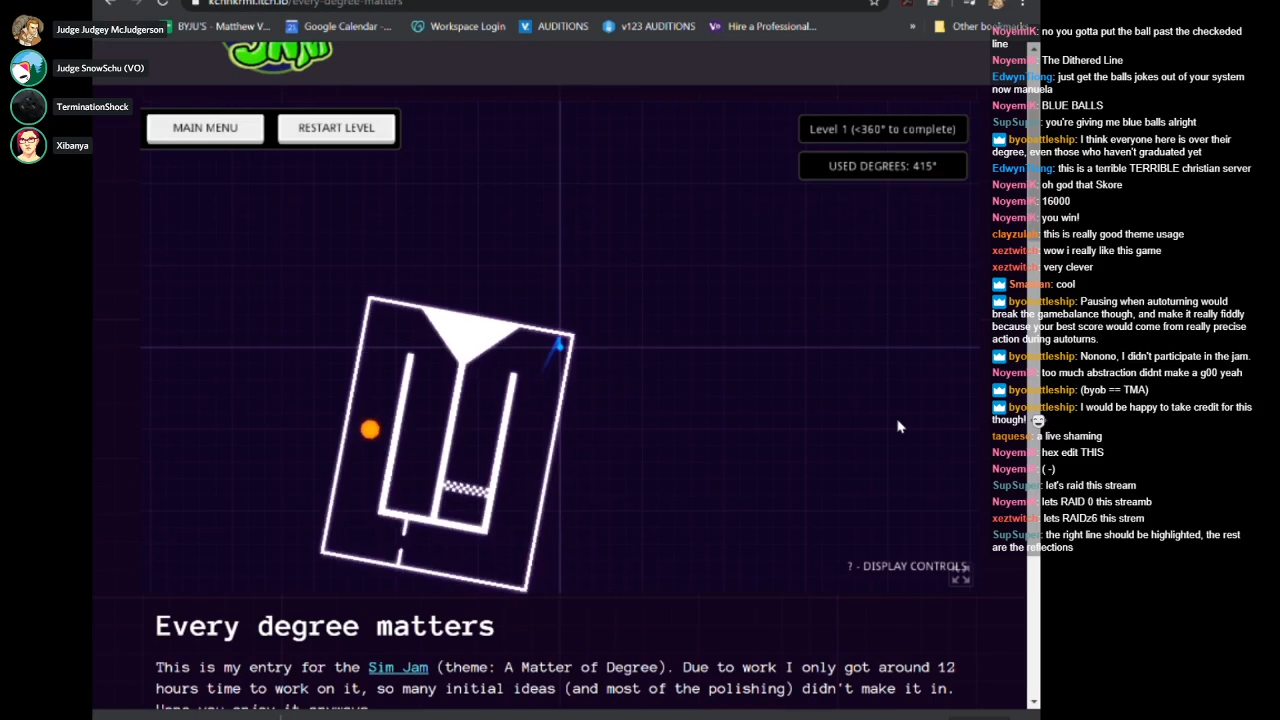 Judge Judgey McJudgerson
Judge SnowSchu (VO)
TerminationShock
Xibanya
BYJU'S - Matthew V...
Google Calendar -...
Workspace Login
AUDITIONS
v123 AUDITIONS
Hire a Professional...
»
Other book
MAIN MENU
RESTART LEVEL
Level 1 (<360° to complete)
USED DEGREES: 415°
? - DISPLAY CONTROLS
Every degree matters
This is my entry for the Sim Jam (theme: A Matter of Degree). Due to work I only got around 12
hours time to work on it, so many initial ideas (and most of the polishing) didn't make it in.
no you gotta put the ball past the checkeded
line
The Dithered Line
just get the balls jokes out of your system
now manuela
BLUE BALLS
you're giving me blue balls alright
I think everyone here is over their
degree, even those who haven't graduated yet
this is a terrible TERRIBLE christian server
oh god that Skore
16000
you win!
this is really good theme usage
wow i really like this game
very clever
cool
Pausing when autoturning would
break the gamebalance though, and make it really fiddly
because your best score would come from really precise
action during autoturns.
Nonono, I didn't participate in the jam.
too much abstraction didnt make a g00 yeah
(byob == TMA)
I would be happy to take credit for this
though!
a live shaming
hex edit THIS
( -)
let's raid this stream
lets RAID 0 this streamb
lets RAIDz6 this strem
the right line should be highlighted, the rest
are the reflections